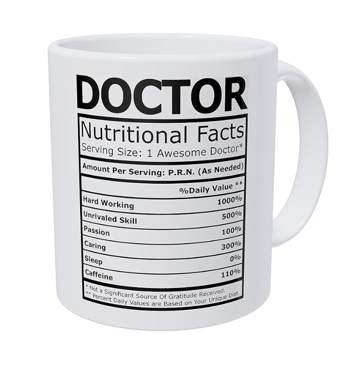 DOCTOR
Nutritional Facts
Serving Size: 1 Awesome Doctor*
Amount Per Serving: P.R.N. (As Needed)
%Daily Value **
Hard Working 1000%
Unrivaled Skill 500%
Passion 100%
Caring 300%
Sleep 0%
Caffeine 110%
* Not a Significant Source Of Gratitude Received.
** Percent Daily Values are Based on Your Unique Diet.